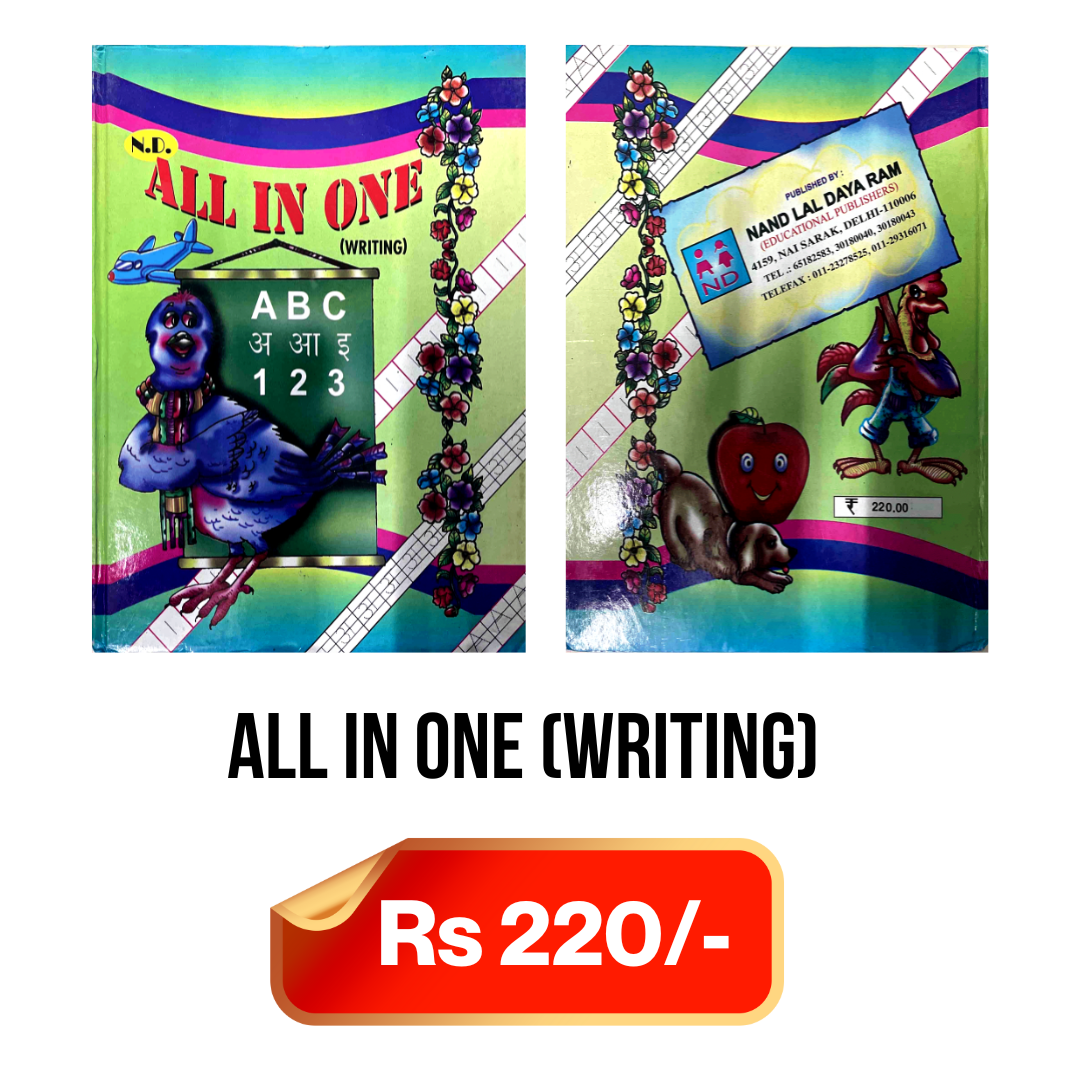 N.D.
ALL IN ONE
(WRITING)
A B C
अ आ इ
1 2 3
PUBLISHED BY :
NAND LAL DAYA RAM
(EDUCATIONAL PUBLISHERS)
4159, NAI SARAK, DELHI-110006
TEL .: 65182583, 30180040, 30180043
TELEFAX : 011-23278525, 011-29316071
ND
₹ 220.00
ALL IN ONE (WRITING)
Rs 220/-